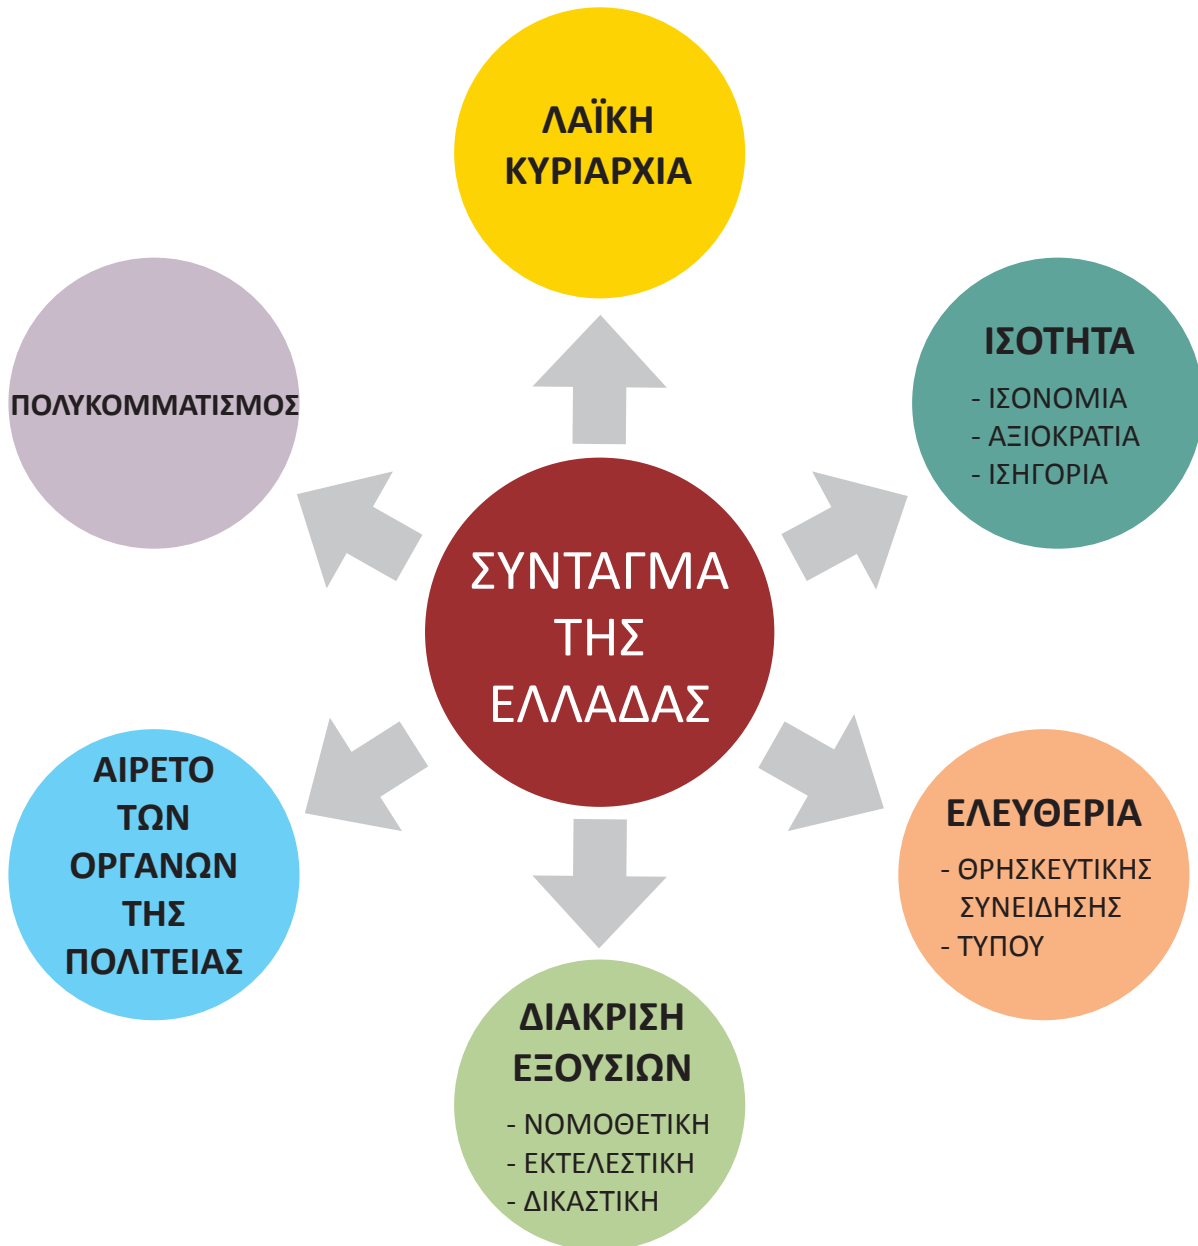 ΛΑΪΚΗ
ΚΥΡΙΑΡΧΙΑ
ΙΣΟΤΗΤΑ
- ΙΣΟΝΟΜΙΑ
- ΑΞΙΟΚΡΑΤΙΑ
- ΙΣΗΓΟΡΙΑ
ΠΟΛΥΚΟΜΜΑΤΙΣΜΟΣ
ΣΥΝΤΑΓΜΑ
ΤΗΣ
ΕΛΛΑΔΑΣ
ΑΙΡΕΤΟ
ΤΩΝ
ΟΡΓΑΝΩΝ
ΤΗΣ
ΠΟΛΙΤΕΙΑΣ
ΕΛΕΥΘΕΡΙΑ
- ΘΡΗΣΚΕΥΤΙΚΗΣ
ΣΥΝΕΙΔΗΣΗΣ
- ΤΥΠΟΥ
ΔΙΑΚΡΙΣΗ
ΕΞΟΥΣΙΩΝ
- ΝΟΜΟΘΕΤΙΚΗ
- ΕΚΤΕΛΕΣΤΙΚΗ
- ΔΙΚΑΣΤΙΚΗ